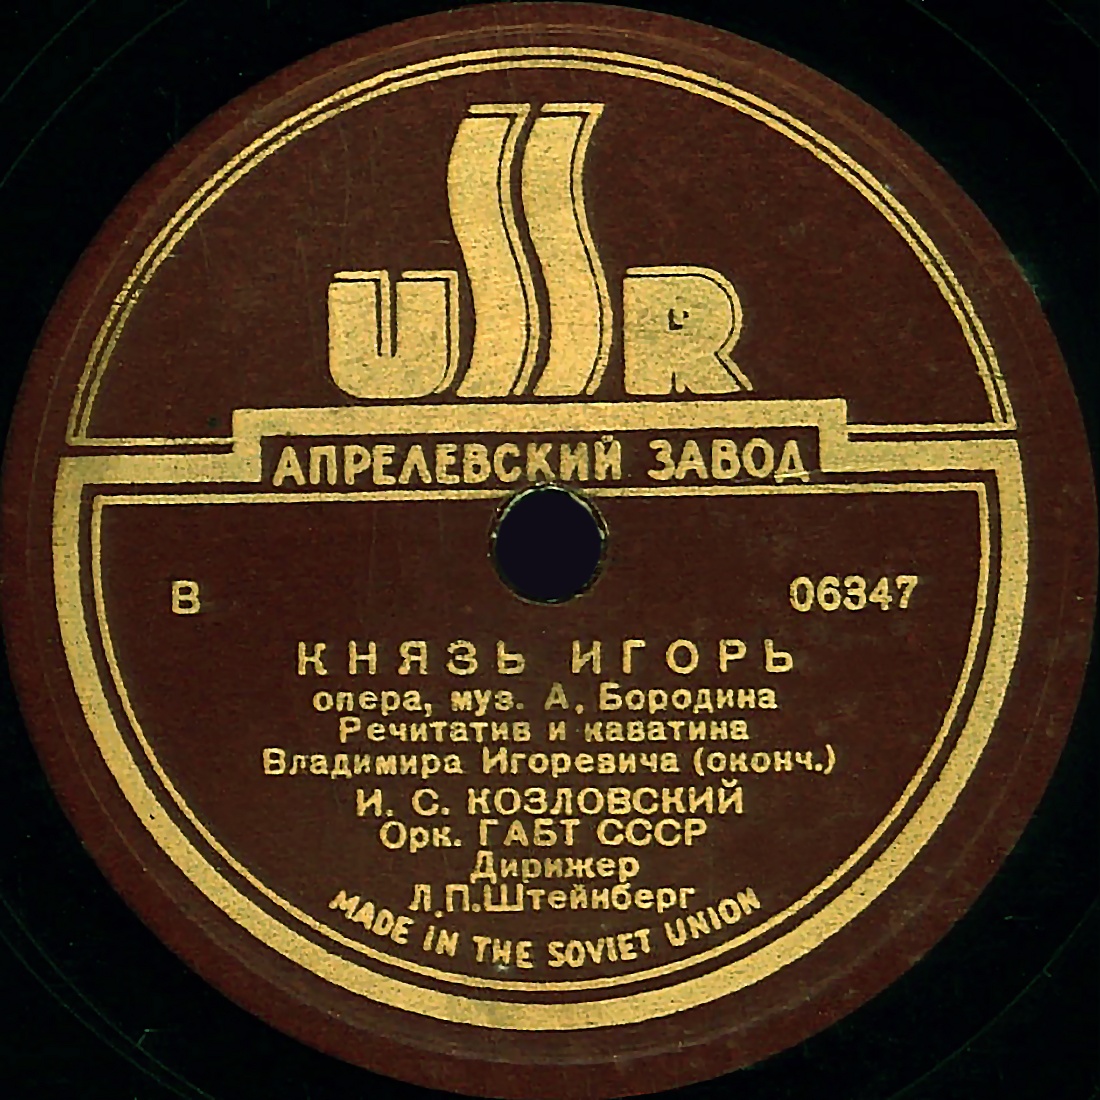 USSR
АПРЕЛЕВСКИЙ ЗАВОД
В 06347
КНЯЗЬ ИГОРЬ
опера, муз. А. Бородина
Речитатив и каватина
Владимира Игоревича (оконч.)
И. С. КОЗЛОВСКИЙ
Орк. ГАБТ СССР
Дирижер
Л.П.Штейнберг
MADE IN THE SOVIET UNION